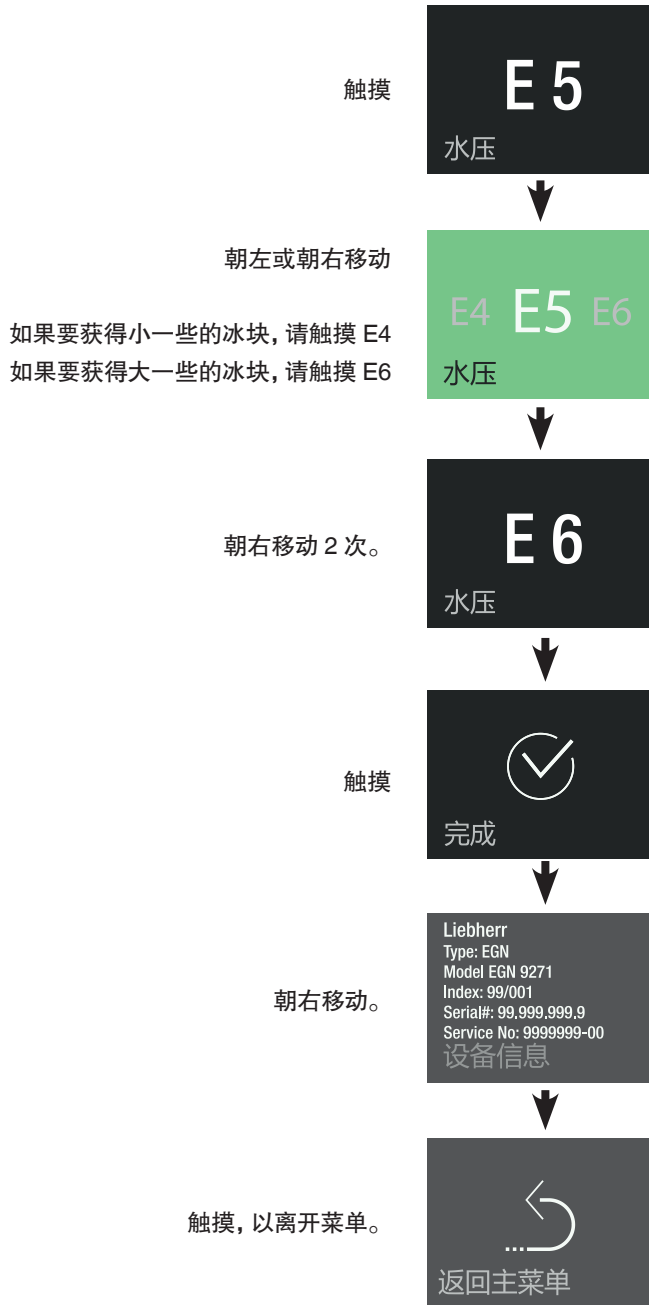 触摸
E 5
水压
朝左或朝右移动
如果要获得小一些的冰块，请触摸 E4
如果要获得大一些的冰块，请触摸 E6
E4 E5 E6
水压
朝右移动 2 次。
E 6
水压
触摸
完成
朝右移动。
Liebherr
Type: EGN
Model EGN 9271
Index: 99/001
Serial#: 99.999.999.9
Service No: 9999999-00
设备信息
触摸，以离开菜单。
返回主菜单